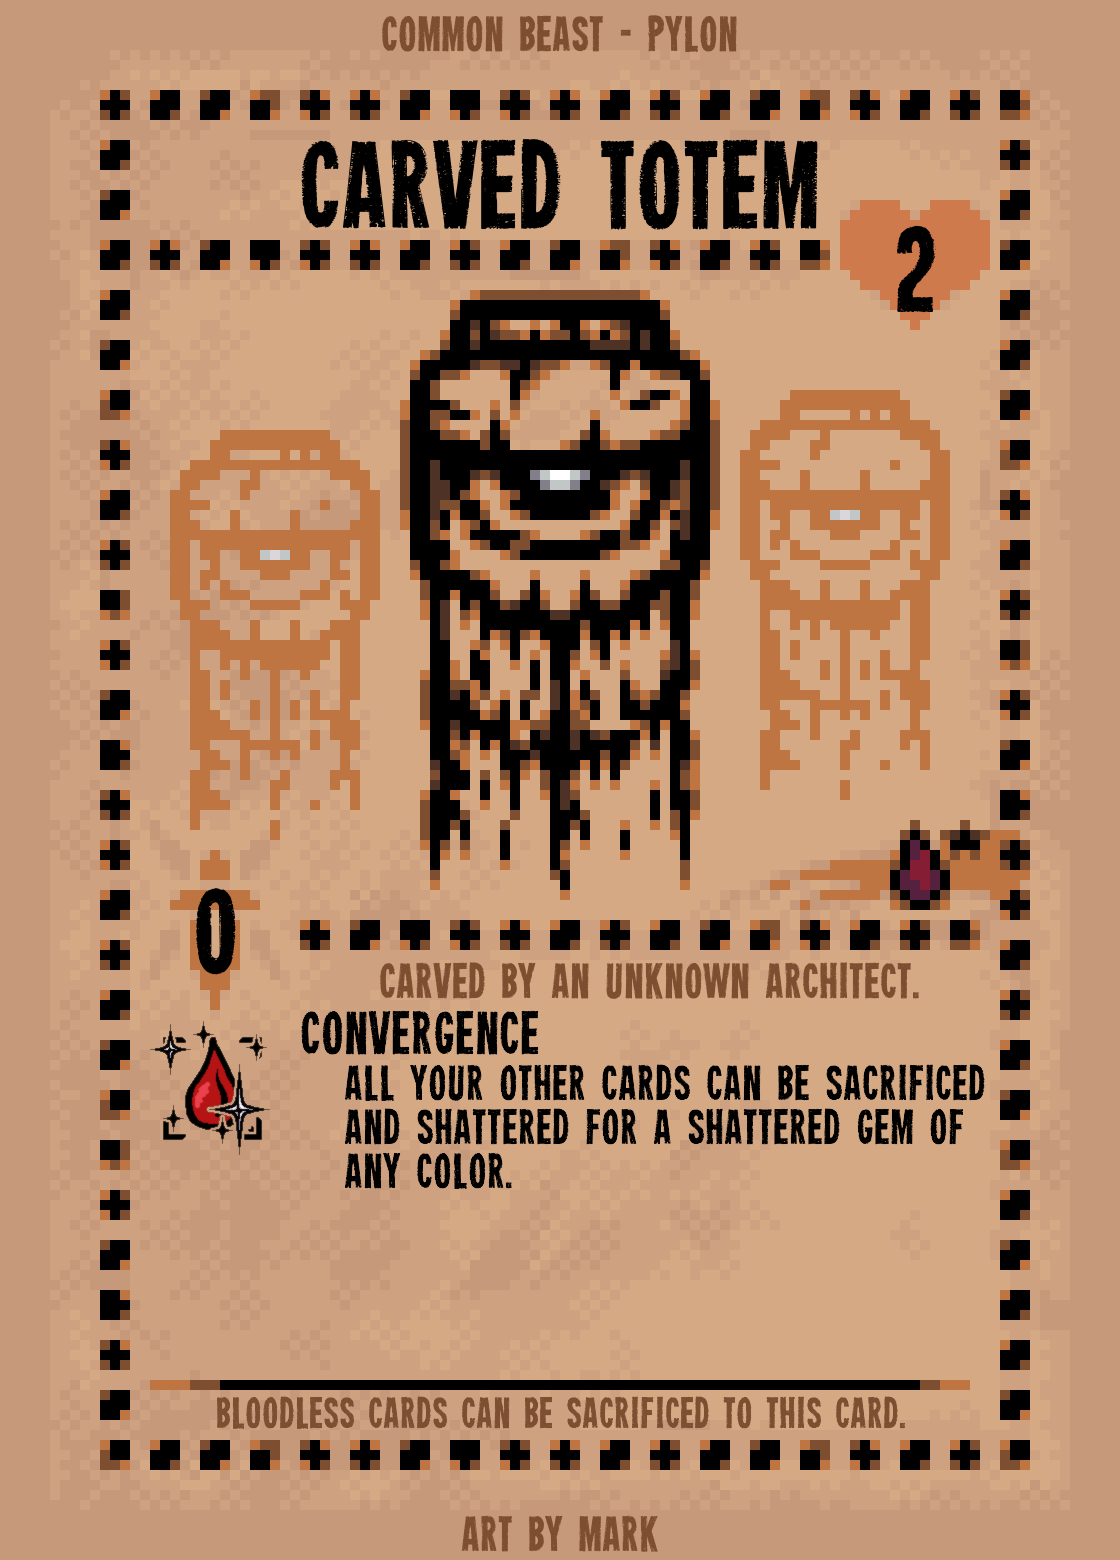 COMMON BEAST - PYLON
CARVED TOTEM
2
0
CARVED BY AN UNKNOWN ARCHITECT.
CONVERGENCE
ALL YOUR OTHER CARDS CAN BE SACRIFICED
AND SHATTERED FOR A SHATTERED GEM OF
ANY COLOR.
BLOODLESS CARDS CAN BE SACRIFICED TO THIS CARD.
ART BY MARK